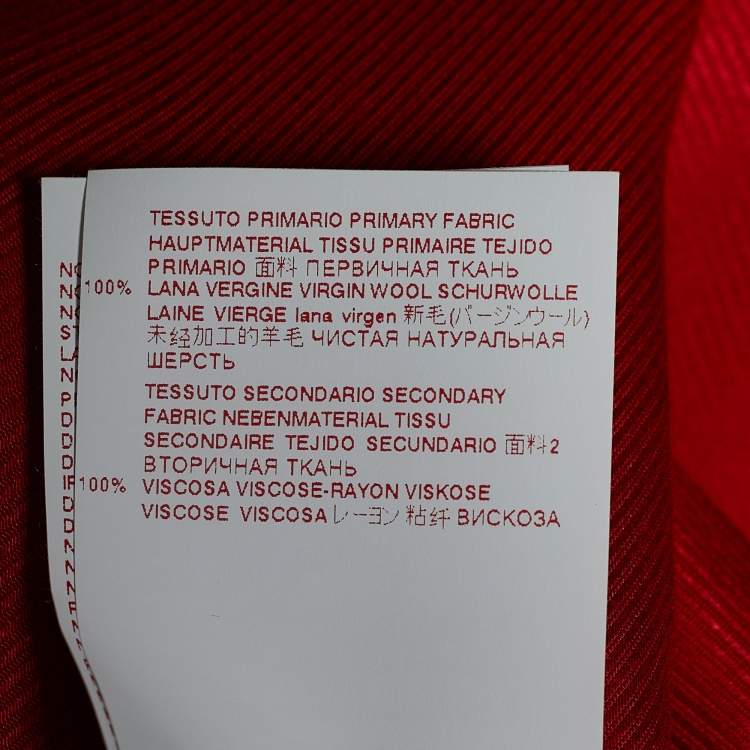 TESSUTO PRIMARIO PRIMARY FABRIC
HAUPTMATERIAL TISSU PRIMAIRE TEJIDO
PRIMARIO 面料 ПЕРВИЧНАЯ ТКАНЬ
100% LANA VERGINE VIRGIN WOOL SCHURWOLLE
LAINE VIERGE lana virgen 新毛(バージンウール)
未经加工的羊毛 ЧИСТАЯ НАТУРАЛЬНАЯ
ШЕРСТЬ
TESSUTO SECONDARIO SECONDARY
FABRIC NEBENMATERIAL TISSU
SECONDAIRE TEJIDO SECUNDARIO 面料2
ВТОРИЧНАЯ ТКАНЬ
100% VISCOSA VISCOSE-RAYON VISKOSE
VISCOSE VISCOSA レーヨン 粘纤 ВИСКОЗА